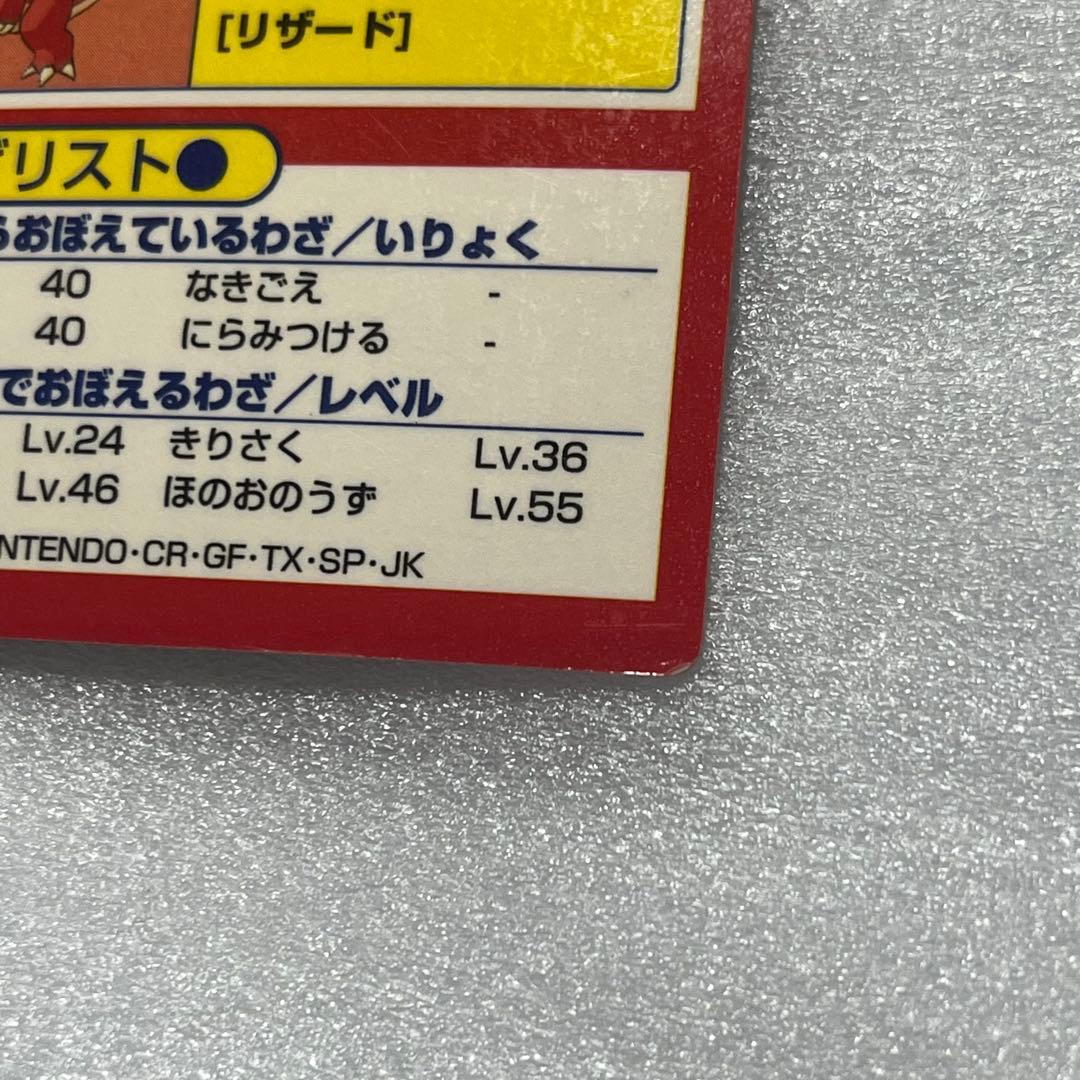 [リザード]
リスト●
おぼえているわざ/いりょく
40 なきごえ -
40 にらみつける -
でおぼえるわざ/レベル
Lv.24 きりさく Lv.36
Lv.46 ほのおのうず Lv.55
NTENDO・CR・GF・TX・SP・JK